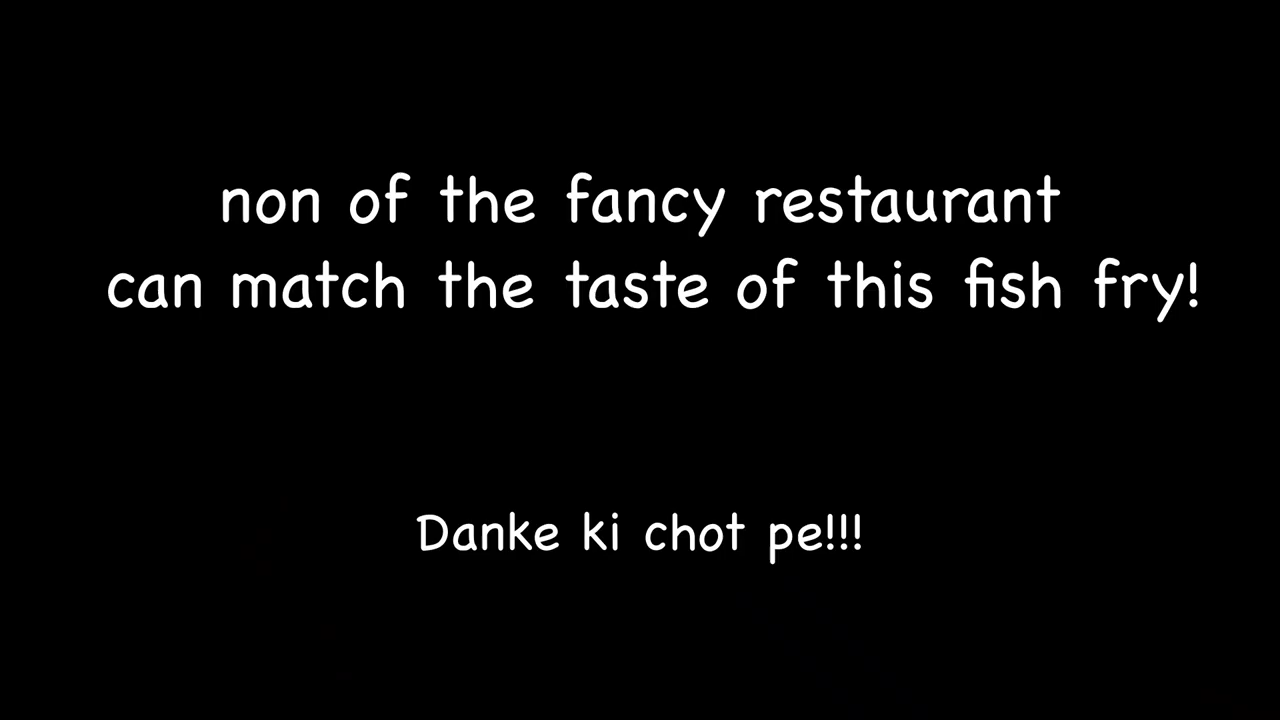 non of the fancy restaurant
can match the taste of this fish fry!
Danke ki chot pe!!!